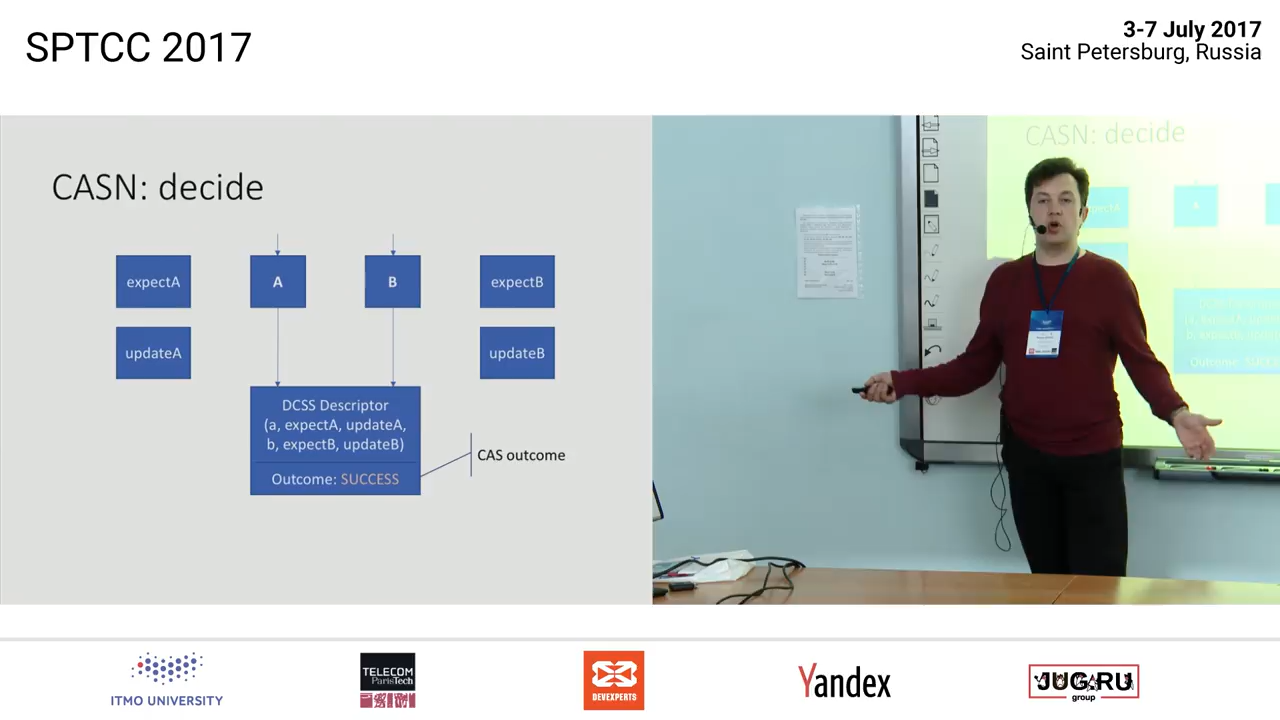 SPTCC 2017
3-7 July 2017
Saint Petersburg, Russia
CASN: decide
expectA
A
B
expectB
updateA
updateB
DCSS Descriptor
(a, expectA, updateA,
b, expectB, updateB)
Outcome: SUCCESS
CAS outcome
CASN: decide
ITMO UNIVERSITY
TELECOM
ParisTech
DEVEXPERTS
Yandex
JUG.RU
group